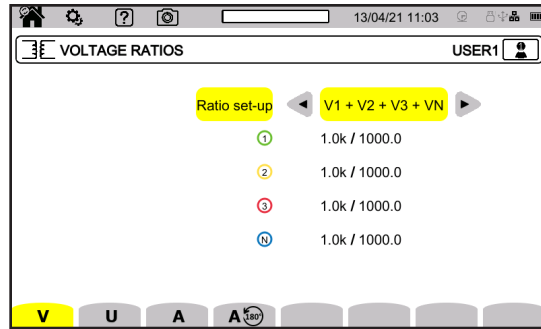 ? 13/04/21 11:03
VOLTAGE RATIOS USER1
Ratio set-up V1 + V2 + V3 + VN
1 1.0k / 1000.0
2 1.0k / 1000.0
3 1.0k / 1000.0
N 1.0k / 1000.0
V U A A 180°